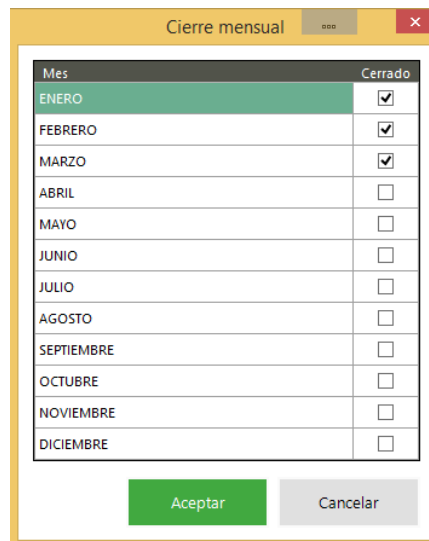 Cierre mensual
Mes Cerrado
ENERO
FEBRERO
MARZO
ABRIL
MAYO
JUNIO
JULIO
AGOSTO
SEPTIEMBRE
OCTUBRE
NOVIEMBRE
DICIEMBRE
Aceptar Cancelar